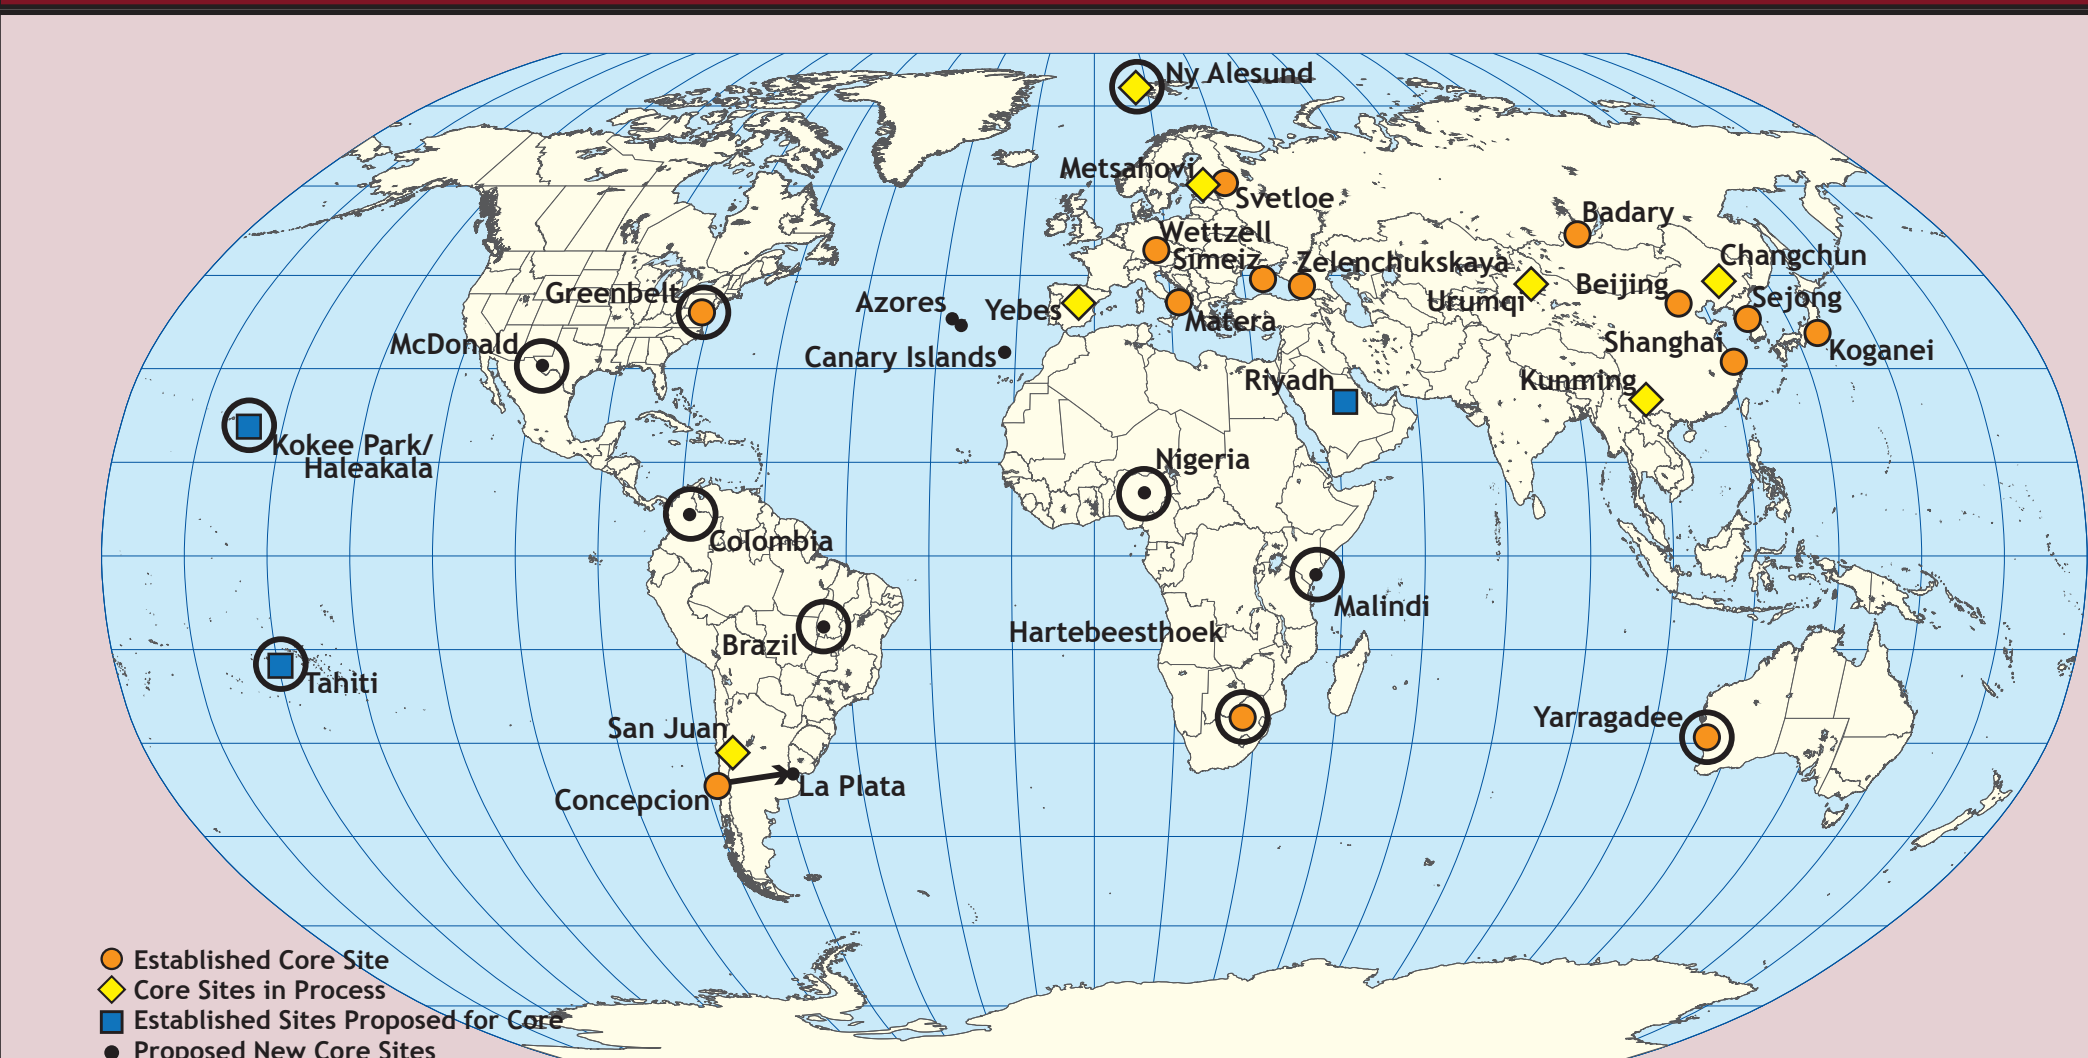 Ny Alesund
Metsahovi
Svetloe
Badary
Wettzell
Simeiz
Zelenchukskaya
Changchun
Greenbelt
Azores
Yebes
Urumqi
Beijing
Sejong
Matera
McDonald
Canary Islands
Shanghai
Koganei
Riyadh
Kunming
Kokee Park/
Haleakala
Nigeria
Colombia
Malindi
Hartebeesthoek
Brazil
Tahiti
Yarragadee
San Juan
La Plata
Concepcion
Established Core Site
Core Sites in Process
Established Sites Proposed for Core
Proposed New Core Sites